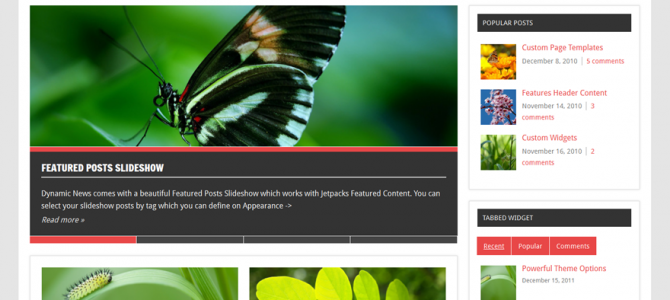 FEATURED POSTS SLIDESHOW
Dynamic News comes with a beautiful Featured Posts Slideshow which works with Jetpacks Featured Content. You can
select your slideshow posts by tag which you can define on Appearance ->
Read more »
POPULAR POSTS
Custom Page Templates
December 8, 2010 | 5 comments
Features Header Content
November 14, 2010 | 3
comments
Custom Widgets
November 16, 2010 | 2
comments
TABBED WIDGET
Recent Popular Comments
Powerful Theme Options
December 15, 2011